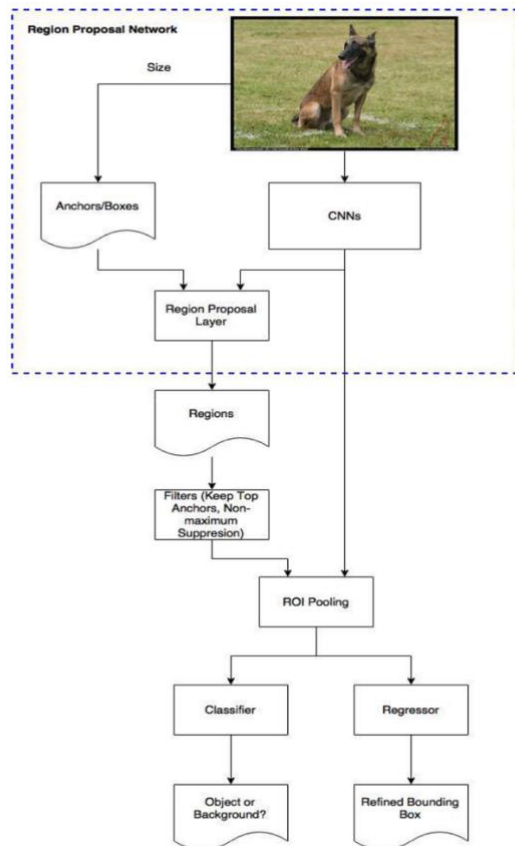 Region Proposal Network
Size
Anchors/Boxes
CNNs
Region Proposal
Layer
Regions
Filters (Keep Top
Anchors, Non-
maximum
Suppresion)
ROI Pooling
Classifier
Regressor
Object or
Background?
Refined Bounding
Box